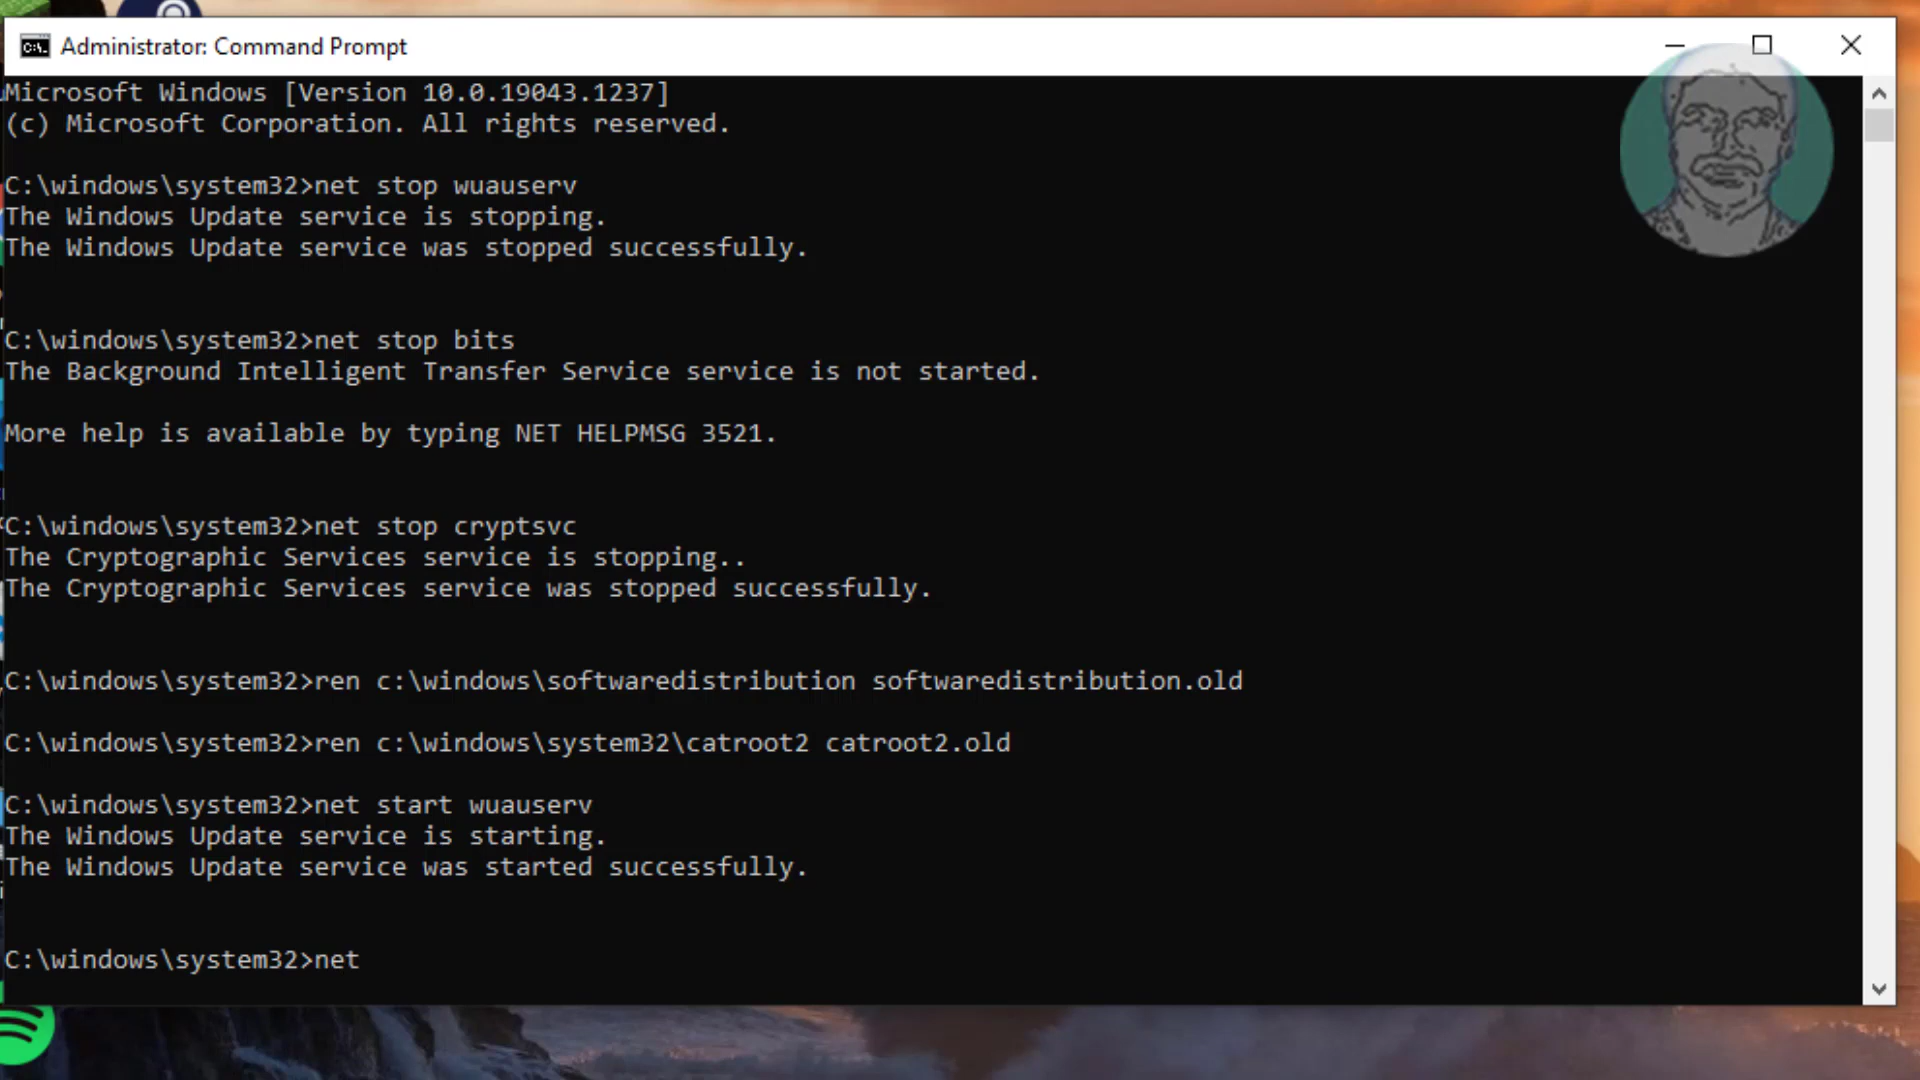 Administrator: Command Prompt
Microsoft Windows [Version 10.0.19043.1237]
(c) Microsoft Corporation. All rights reserved.
C:\windows\system32>net stop wuauserv
The Windows Update service is stopping.
The Windows Update service was stopped successfully.
C:\windows\system32>net stop bits
The Background Intelligent Transfer Service service is not started.
More help is available by typing NET HELPMSG 3521.
C:\windows\system32>net stop cryptsvc
The Cryptographic Services service is stopping..
The Cryptographic Services service was stopped successfully.
C:\windows\system32>ren c:\windows\softwaredistribution softwaredistribution.old
C:\windows\system32>ren c:\windows\system32\catroot2 catroot2.old
C:\windows\system32>net start wuauserv
The Windows Update service is starting.
The Windows Update service was started successfully.
C:\windows\system32>net